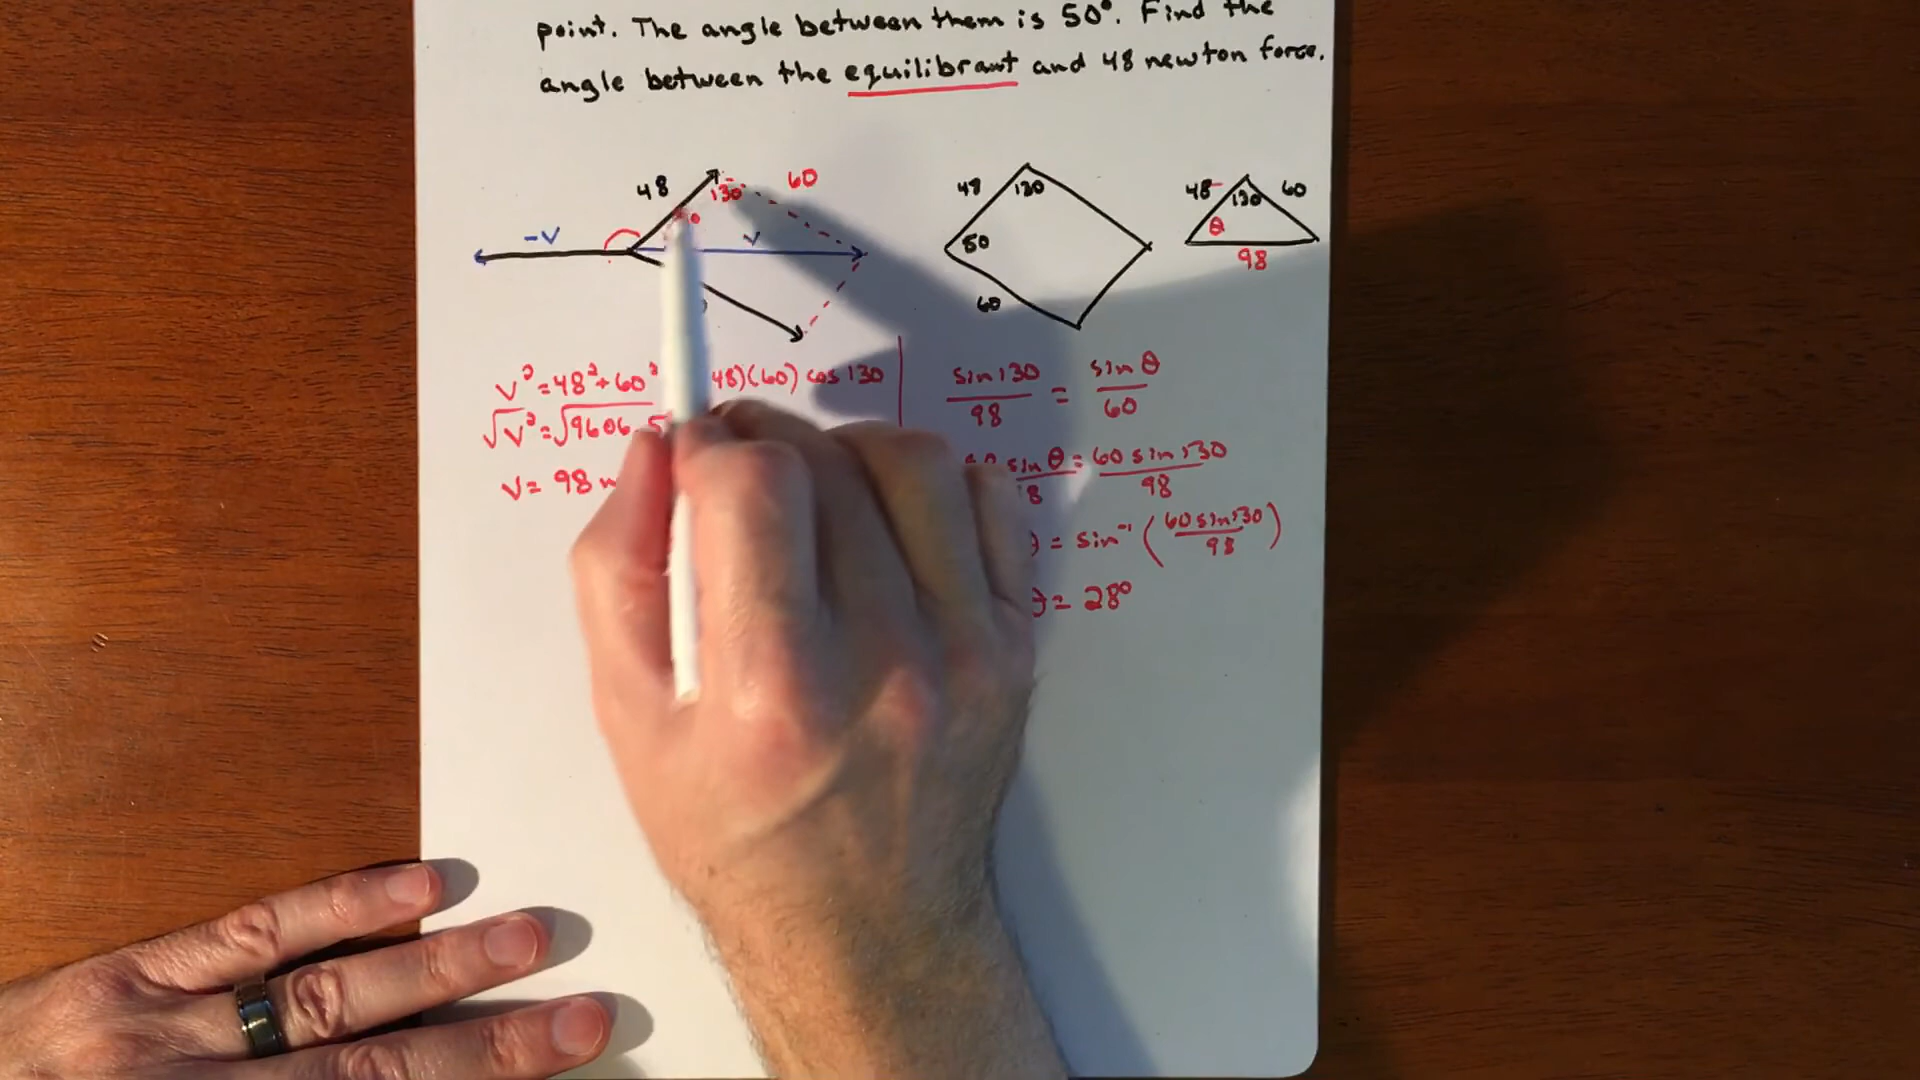 point. The angle between them is 50°. Find the
angle between the equilibrant and 48 newton force.
48
130
60
-V
V
48
130
50
60
48
130
60
θ
98
V² = 48² + 60² 48)(60) cos 130
√V² = √9606.5
V = 98
sin 130 / 98 = sin θ / 60
sin θ = 60 sin 130 / 98
= sin⁻¹ (60 sin 130 / 98)
= 28°